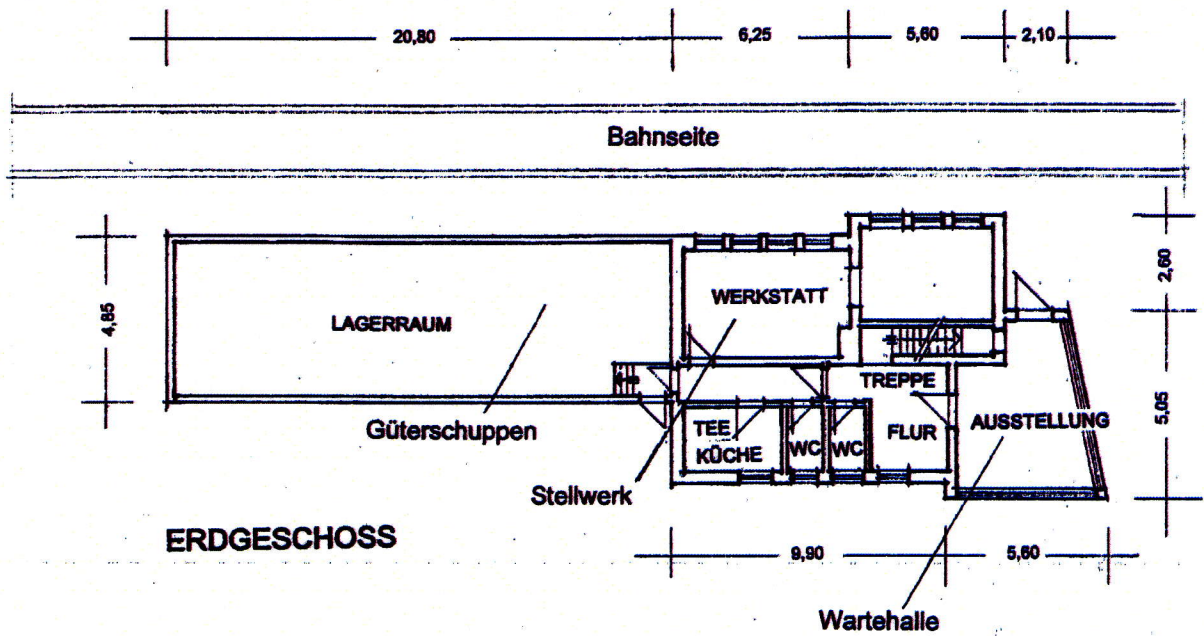 20,80 6,25 5,60 2,10
Bahnseite
2,60
4,85
WERKSTATT
LAGERRAUM
TREPPE
5,05
AUSSTELLUNG
Güterschuppen
TEE
KÜCHE
WC
WC
FLUR
Stellwerk
ERDGESCHOSS
9,90 5,60
Wartehalle